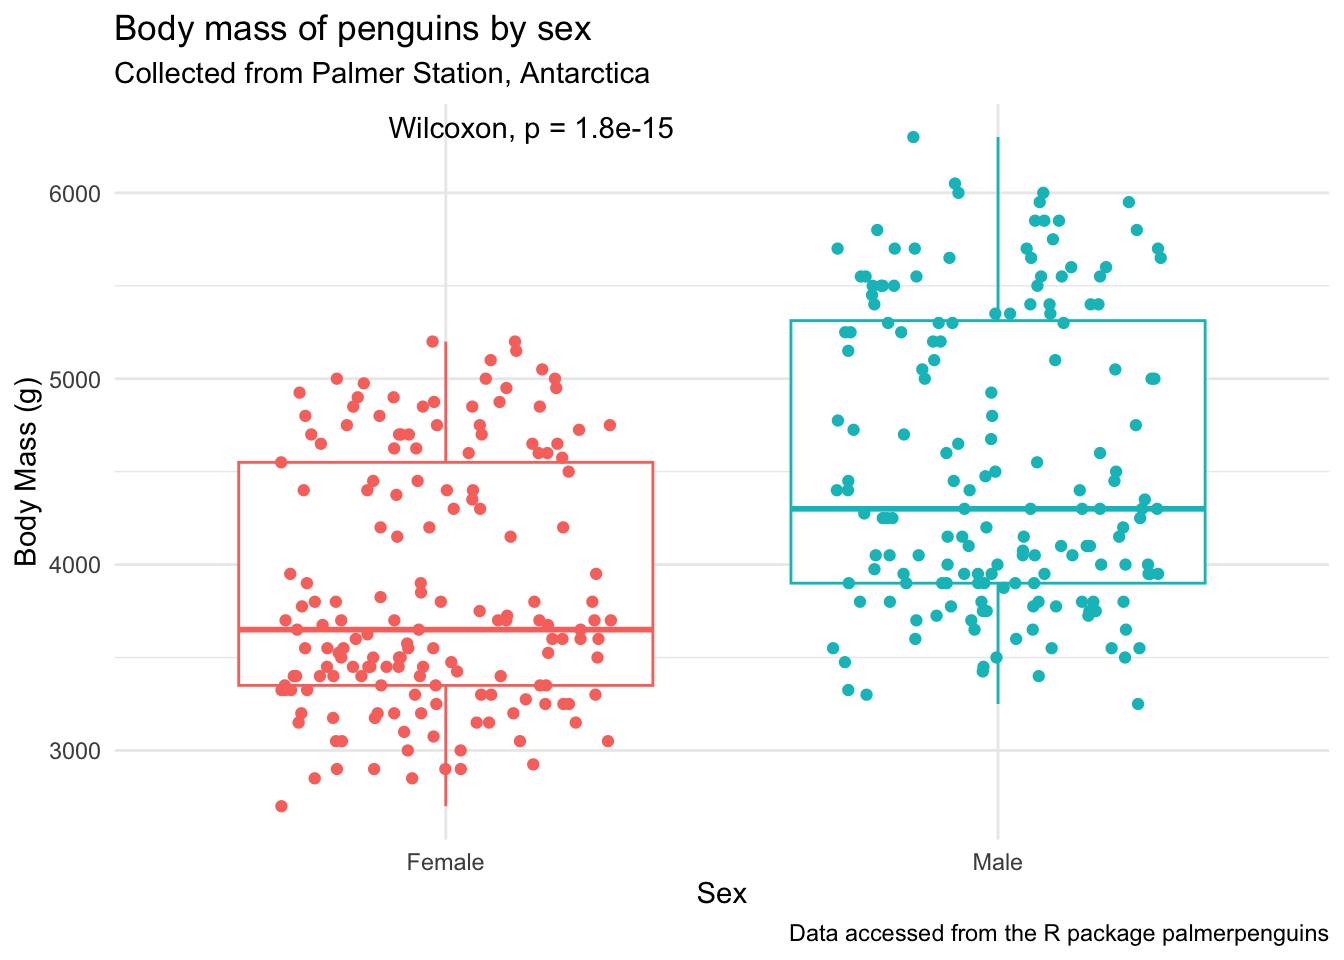 Body mass of penguins by sex
Collected from Palmer Station, Antarctica
Wilcoxon, p = 1.8e-15
Body Mass (g)
6000
5000
4000
3000
Female
Male
Sex
Data accessed from the R package palmerpenguins